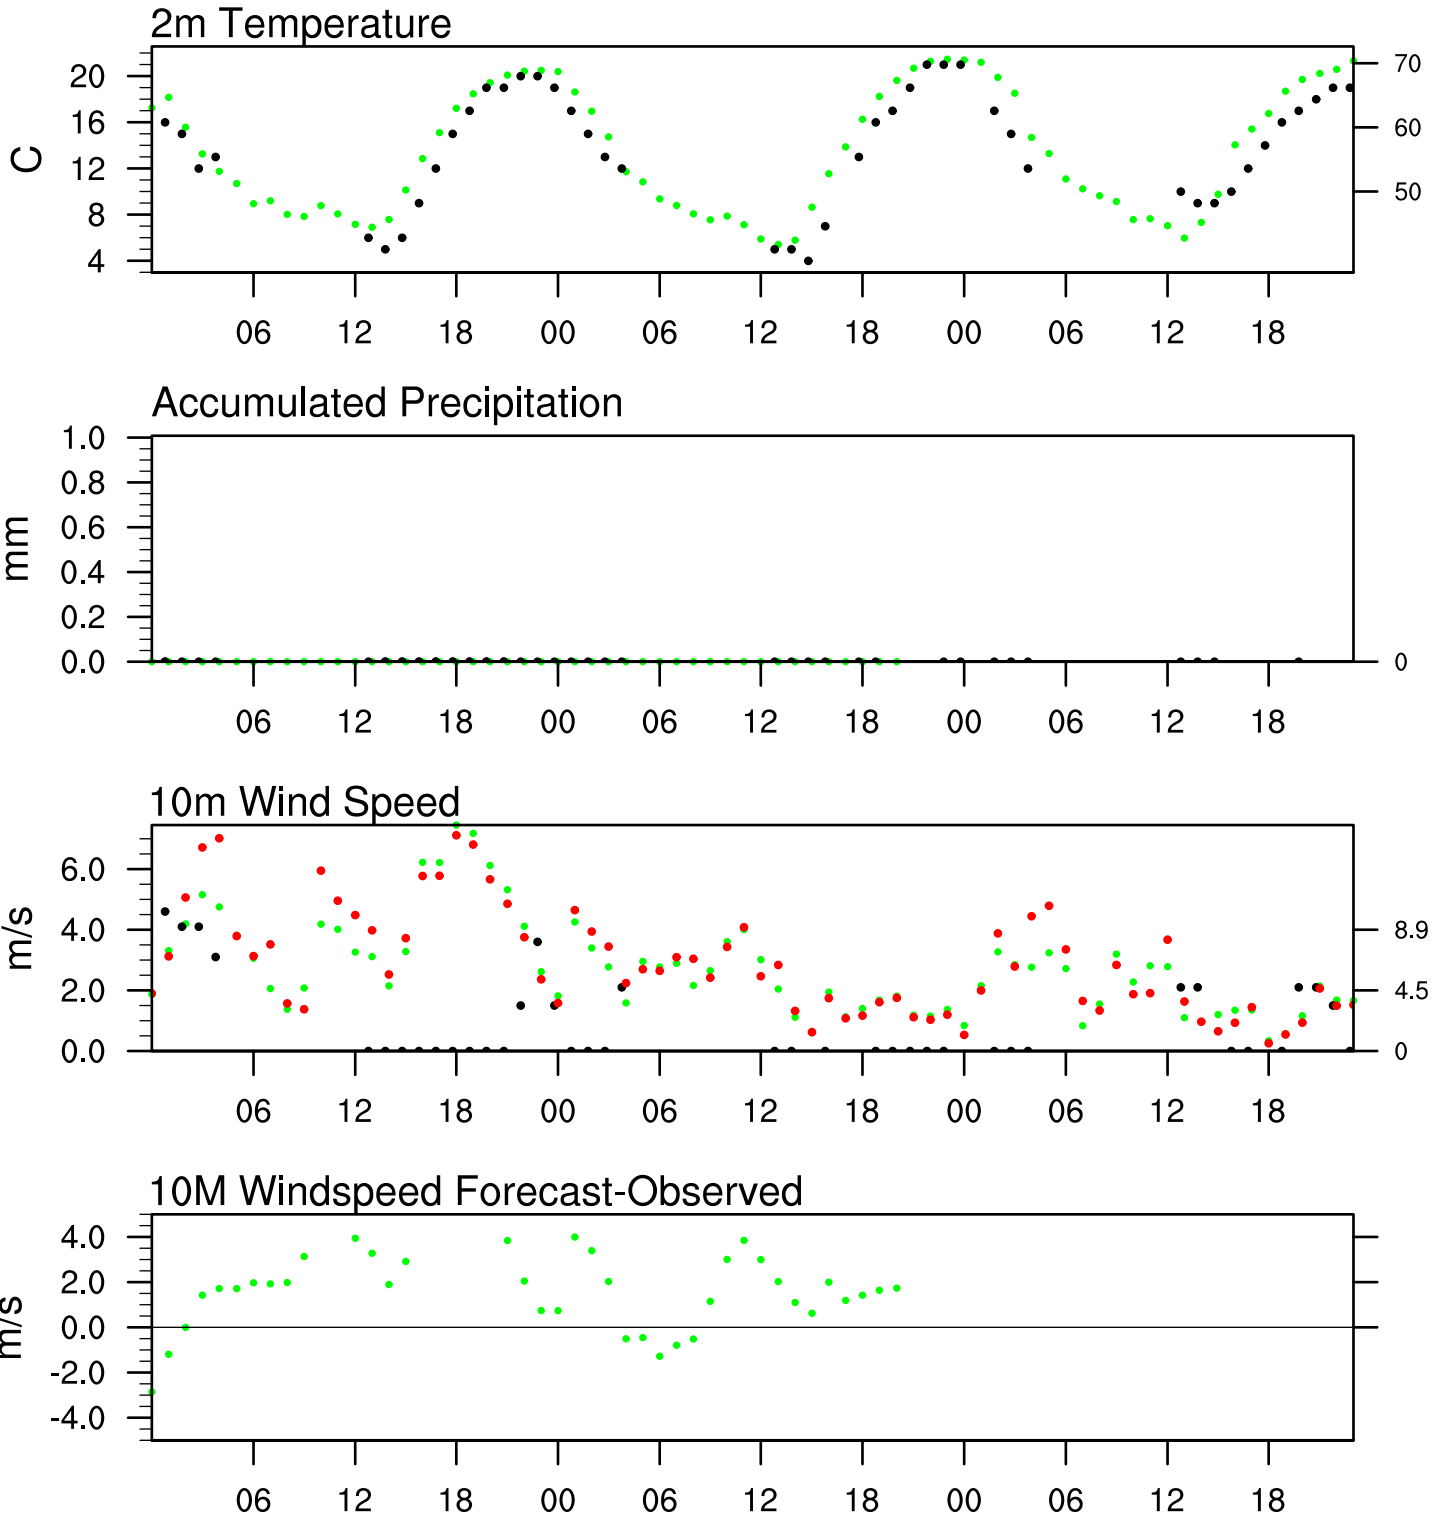 2m Temperature
20
16
12
8
4
C
70
60
50
06 12 18 00 06 12 18 00 06 12 18
Accumulated Precipitation
1.0
0.8
0.6
0.4
0.2
0.0
mm
0
06 12 18 00 06 12 18 00 06 12 18
10m Wind Speed
6.0
4.0
2.0
0.0
m/s
8.9
4.5
0
06 12 18 00 06 12 18 00 06 12 18
10M Windspeed Forecast-Observed
4.0
2.0
0.0
-2.0
-4.0
m/s
06 12 18 00 06 12 18 00 06 12 18